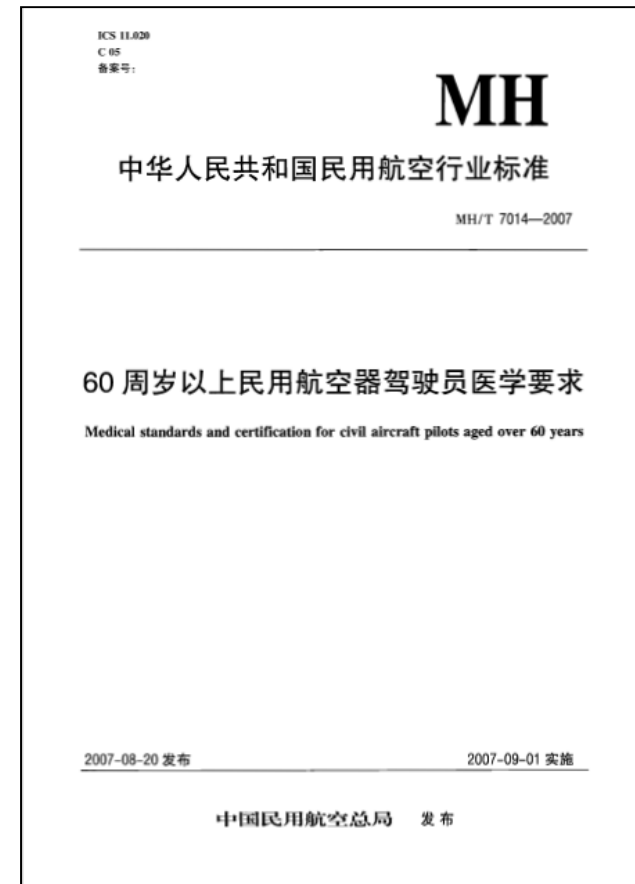 ICS 11.020
C 05
备案号:
MH
中华人民共和国民用航空行业标准
MH/T 7014—2007
60 周岁以上民用航空器驾驶员医学要求
Medical standards and certification for civil aircraft pilots aged over 60 years
2007-08-20 发布
2007-09-01 实施
中国民用航空总局 发布